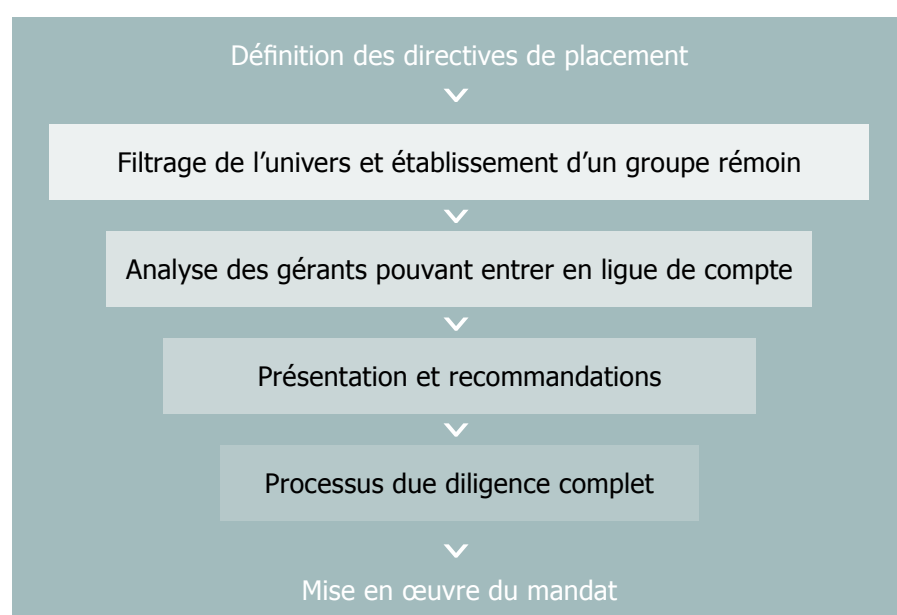 Définition des directives de placement
Filtrage de l’univers et établissement d’un groupe rémoin
Analyse des gérants pouvant entrer en ligue de compte
Présentation et recommandations
Processus due diligence complet
Mise en œuvre du mandat